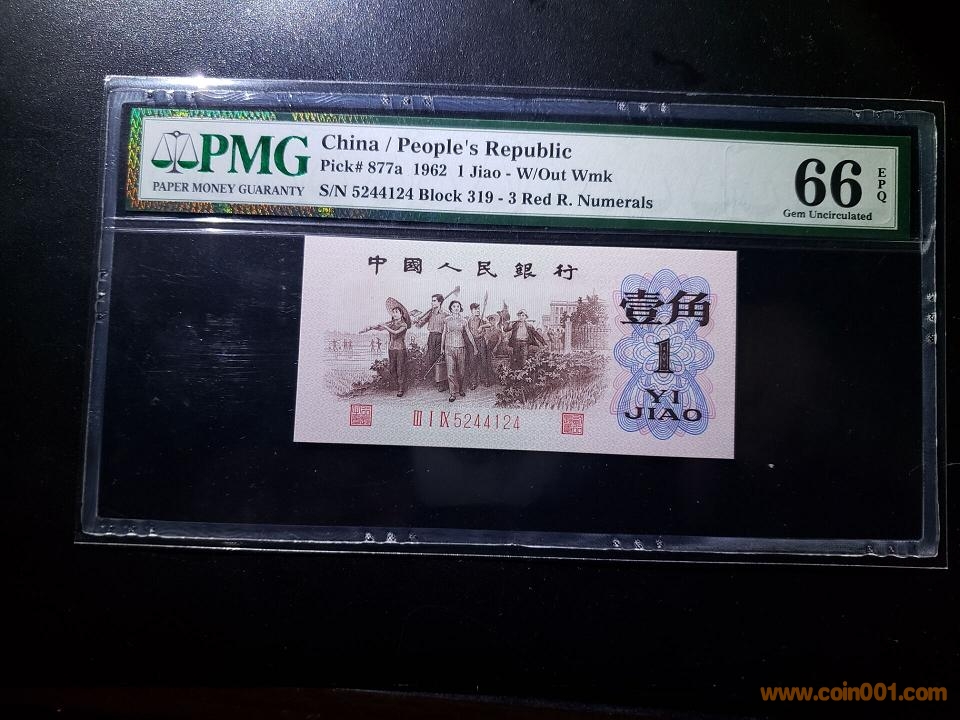 PMG
PAPER MONEY GUARANTY
China / People's Republic
Pick# 877a 1962 1 Jiao - W/Out Wmk
S/N 5244124 Block 319 - 3 Red R. Numerals
66
EPQ
Gem Uncirculated
中國人民銀行
壹角
1
YI
JIAO
III I IX 5244124
www.coin001.com